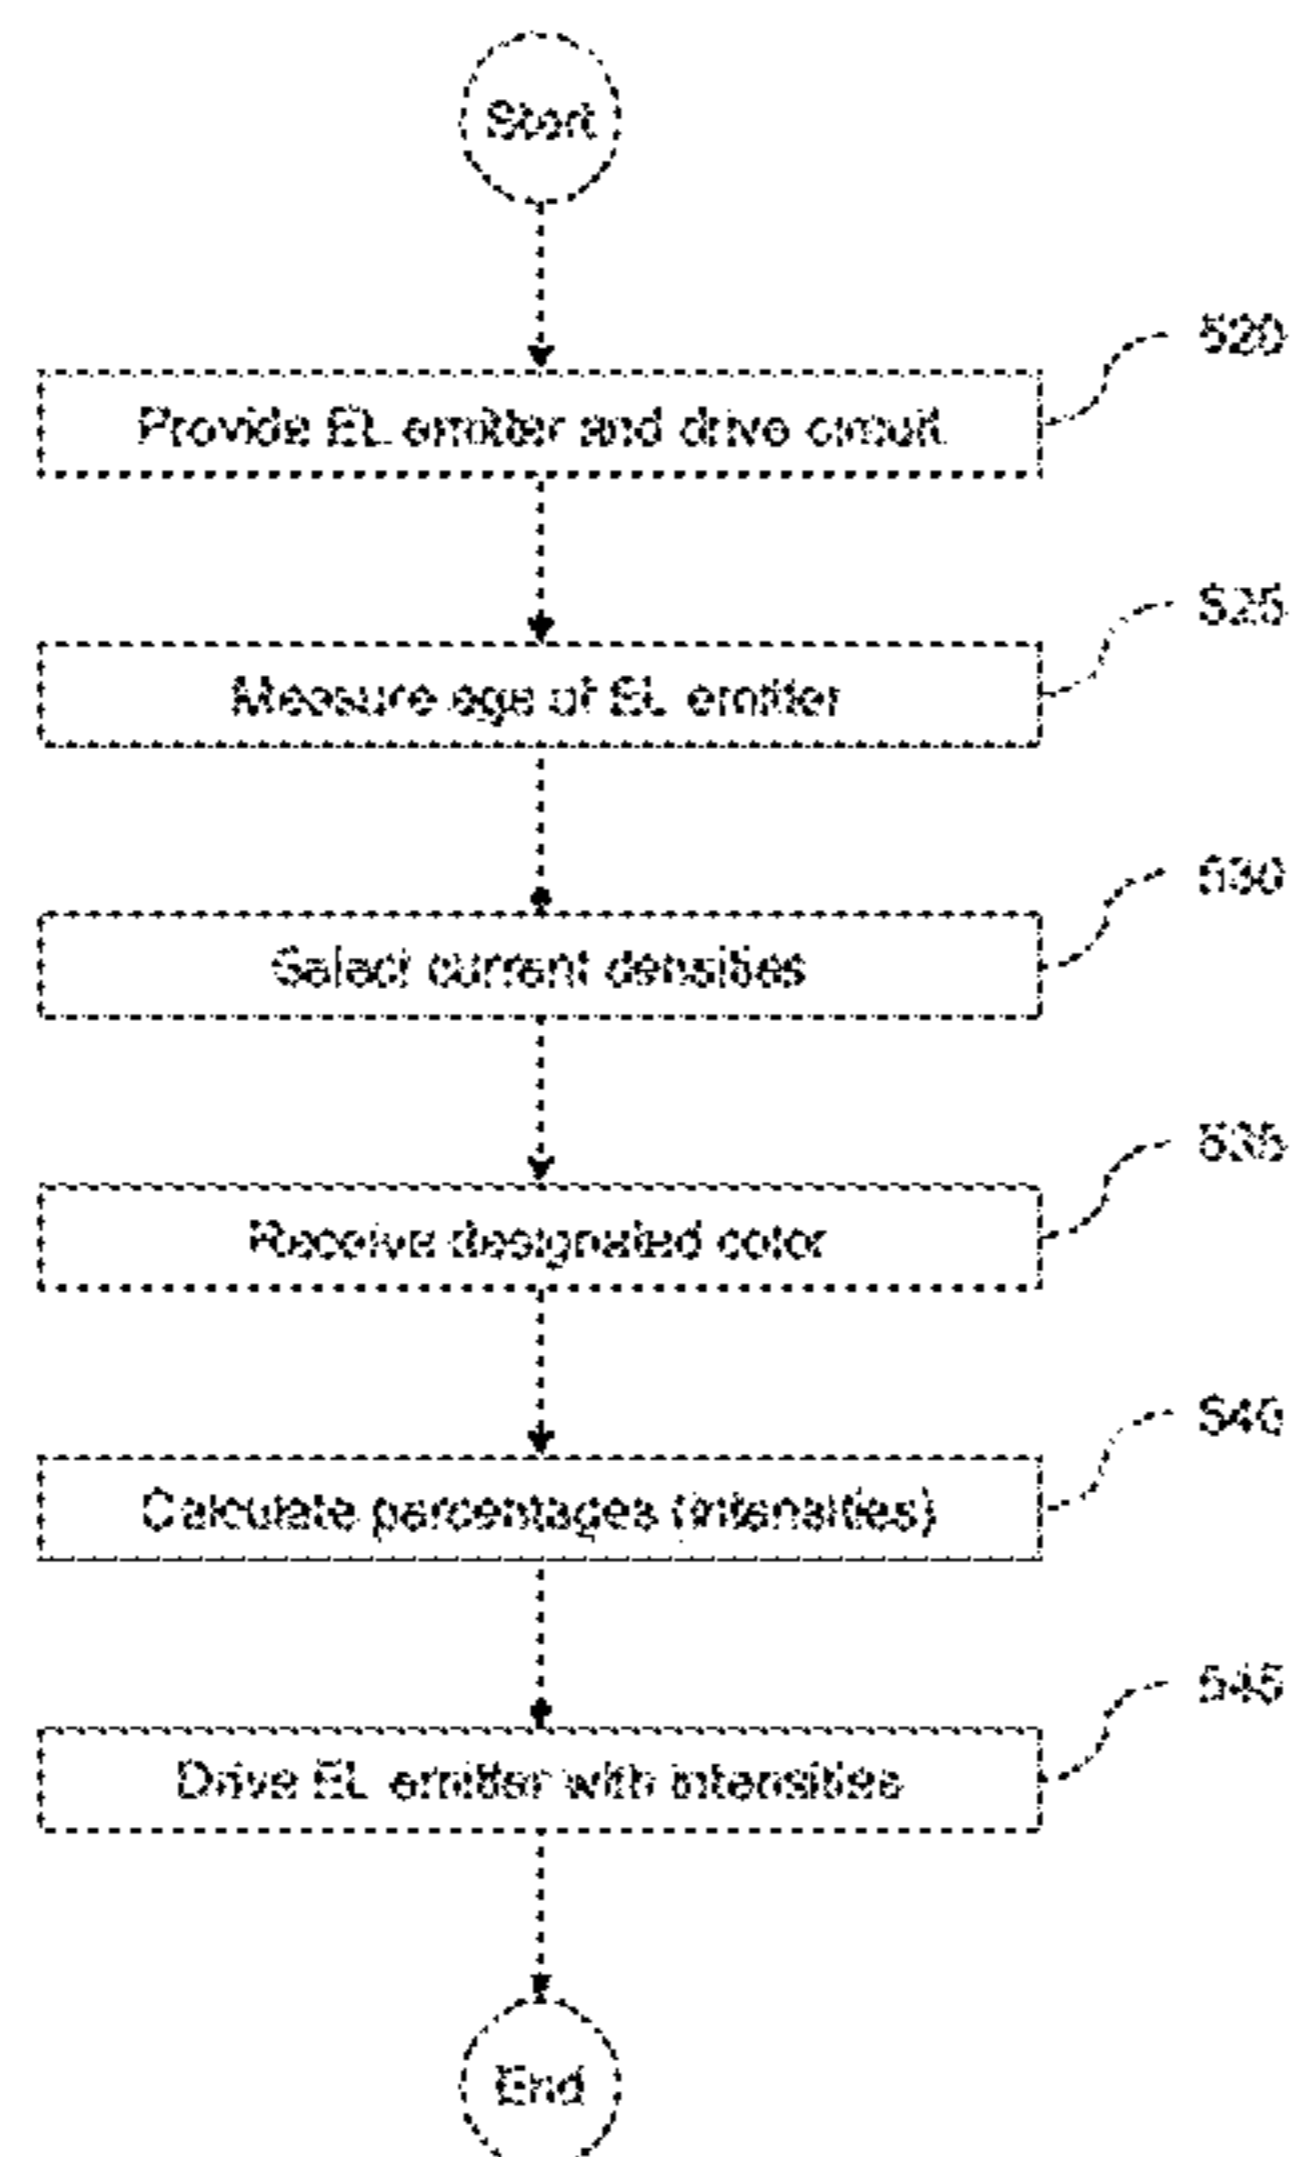 Start
520
Provide EL emitter and drive circuit
525
Measure age of EL emitter
530
Select current densities
535
Receive designated color
540
Calculate percentages (intensities)
545
Drive EL emitter with intensities
End